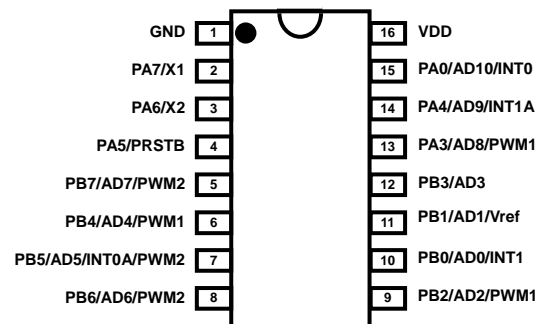 GND 1 16 VDD
PA7/X1 2 15 PA0/AD10/INT0
PA6/X2 3 14 PA4/AD9/INT1A
PA5/PRSTB 4 13 PA3/AD8/PWM1
PB7/AD7/PWM2 5 12 PB3/AD3
PB4/AD4/PWM1 6 11 PB1/AD1/Vref
PB5/AD5/INT0A/PWM2 7 10 PB0/AD0/INT1
PB6/AD6/PWM2 8 9 PB2/AD2/PWM1